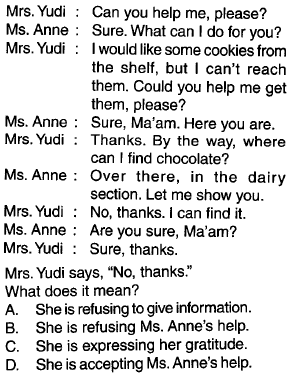 Mrs. Yudi : Can you help me, please?
Ms. Anne : Sure. What can I do for you?
Mrs. Yudi : I would like some cookies from
the shelf, but I can't reach
them. Could you help me get
them, please?
Ms. Anne : Sure, Ma'am. Here you are.
Mrs. Yudi : Thanks. By the way, where
can I find chocolate?
Ms. Anne : Over there, in the dairy
section. Let me show you.
Mrs. Yudi : No, thanks. I can find it.
Ms. Anne : Are you sure, Ma'am?
Mrs. Yudi : Sure, thanks.
Mrs. Yudi says, "No, thanks."
What does it mean?
A. She is refusing to give information.
B. She is refusing Ms. Anne's help.
C. She is expressing her gratitude.
D. She is accepting Ms. Anne's help.